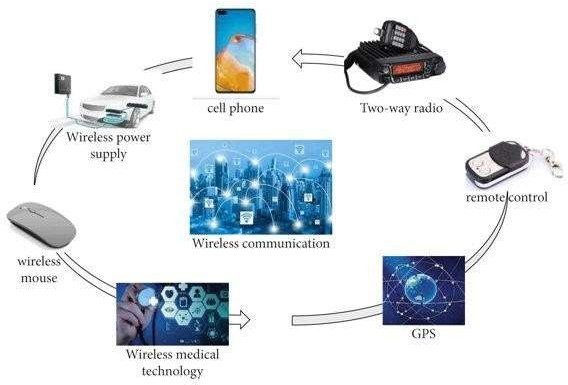 cell phone
Two-way radio
Wireless power
supply
remote control
Wireless communication
wireless
mouse
GPS
Wireless medical
technology